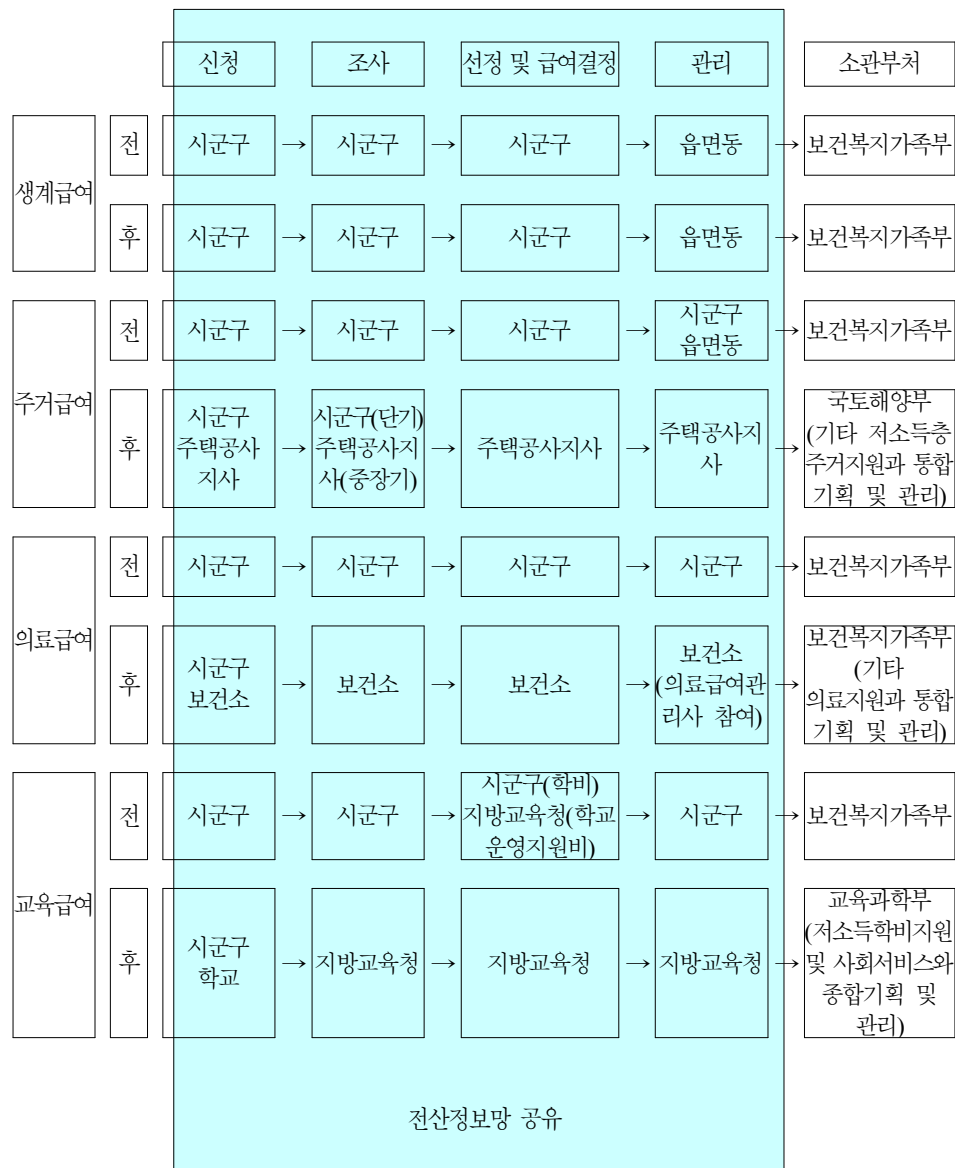 신청 조사 선정 및 급여결정 관리 소관부처
생계급여
전 시군구 → 시군구 → 시군구 → 읍면동 → 보건복지가족부
후 시군구 → 시군구 → 시군구 → 읍면동 → 보건복지가족부
주거급여
전 시군구 → 시군구 → 시군구 → 시군구
읍면동
→ 보건복지가족부
후 시군구
주택공사
지사
→ 시군구(단기)
주택공사지
사(중장기)
→ 주택공사지사 → 주택공사지
사
→ 국토해양부
(기타 저소득층
주거지원과 통합
기획 및 관리)
의료급여
전 시군구 → 시군구 → 시군구 → 시군구 → 보건복지가족부
후 시군구
보건소
→ 보건소 → 보건소 → 보건소
(의료급여관
리사 참여)
→ 보건복지가족부
(기타
의료지원과 통합
기획 및 관리)
교육급여
전 시군구 → 시군구 → 시군구(학비)
지방교육청(학교
운영지원비)
→ 시군구 → 보건복지가족부
후 시군구
학교
→ 지방교육청 → 지방교육청 → 지방교육청 → 교육과학부
(저소득학비지원
및 사회서비스와
종합기획 및
관리)
전산정보망 공유